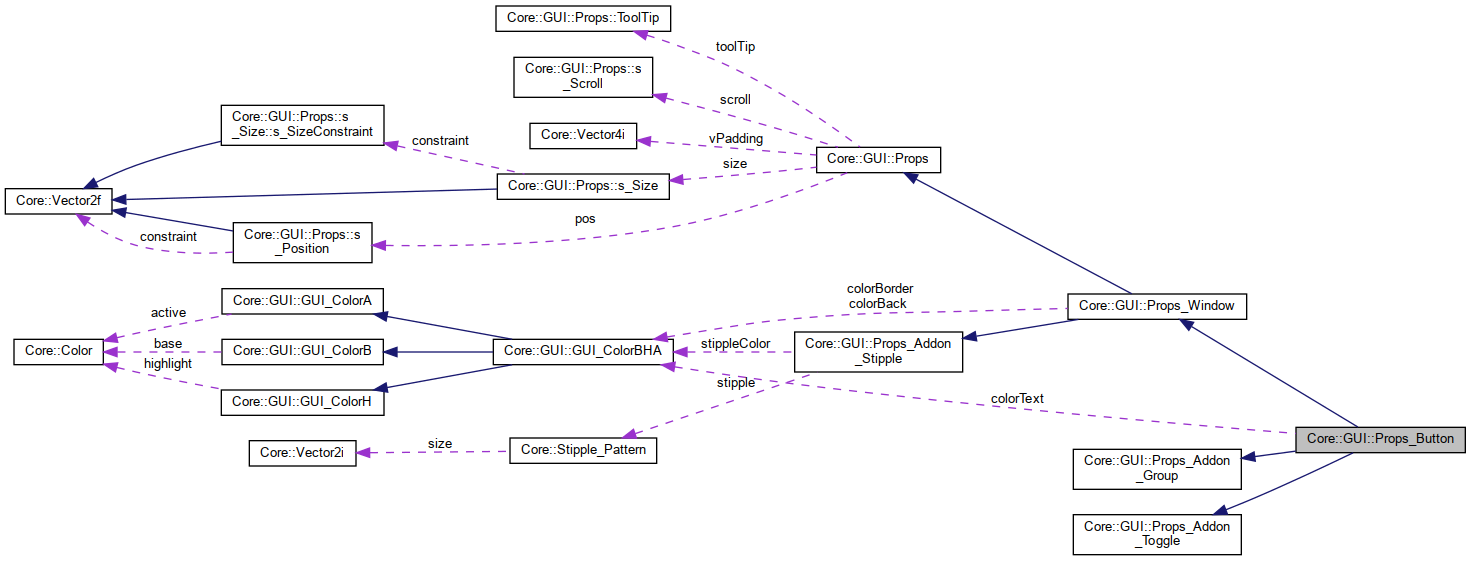 Core::GUI::Props::ToolTip
toolTip
Core::GUI::Props::s
_Scroll
scroll
Core::GUI::Props::s
_Size::s_SizeConstraint
constraint
Core::Vector4i
vPadding
Core::GUI::Props
size
Core::GUI::Props::s_Size
Core::Vector2f
pos
constraint
Core::GUI::Props::s
_Position
colorBorder
colorBack
Core::GUI::Props_Window
Core::GUI::GUI_ColorA
active
Core::Color
base
highlight
Core::GUI::GUI_ColorB
Core::GUI::GUI_ColorBHA
stippleColor
Core::GUI::Props_Addon
_Stipple
stipple
Core::GUI::GUI_ColorH
colorText
Core::GUI::Props_Button
Core::Vector2i
size
Core::Stipple_Pattern
Core::GUI::Props_Addon
_Group
Core::GUI::Props_Addon
_Toggle